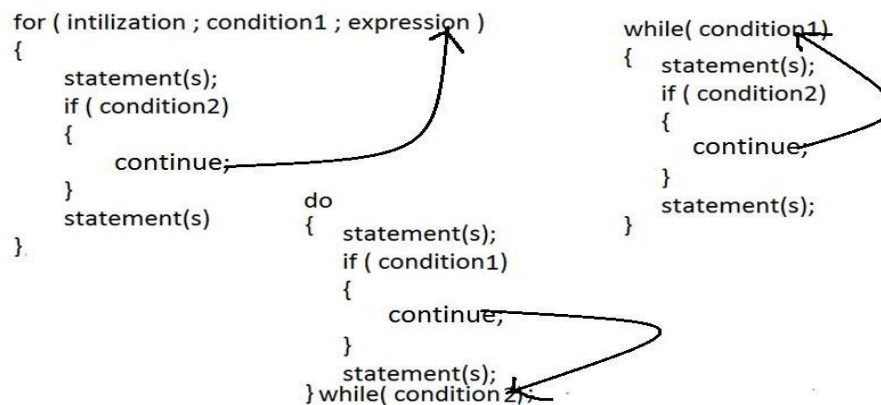 for ( intilization ; condition1 ; expression )
{
statement(s);
if ( condition2)
{
continue;
}
statement(s)
}
while( condition1)
{
statement(s);
if ( condition2)
{
continue;
}
statement(s);
}
do
{
statement(s);
if ( condition1)
{
continue;
}
statement(s);
} while( condition2);